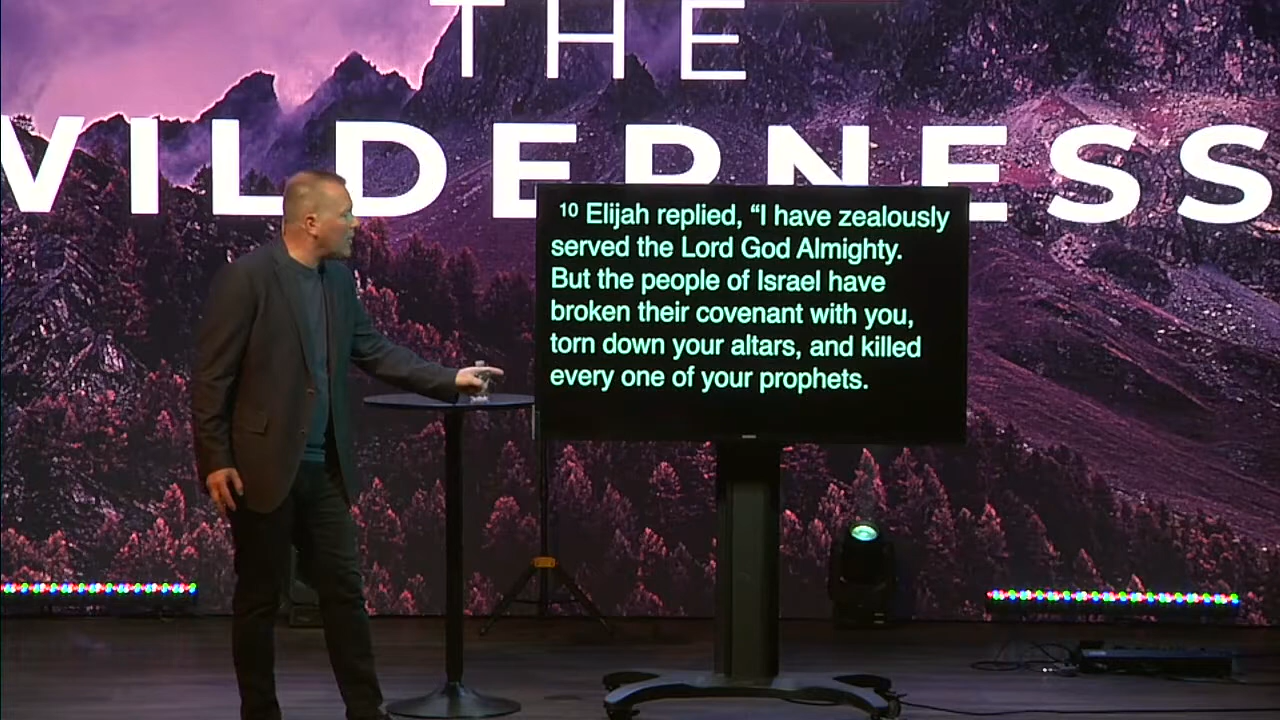 THE
WILDERNESS
10 Elijah replied, “I have zealously
served the Lord God Almighty.
But the people of Israel have
broken their covenant with you,
torn down your altars, and killed
every one of your prophets.